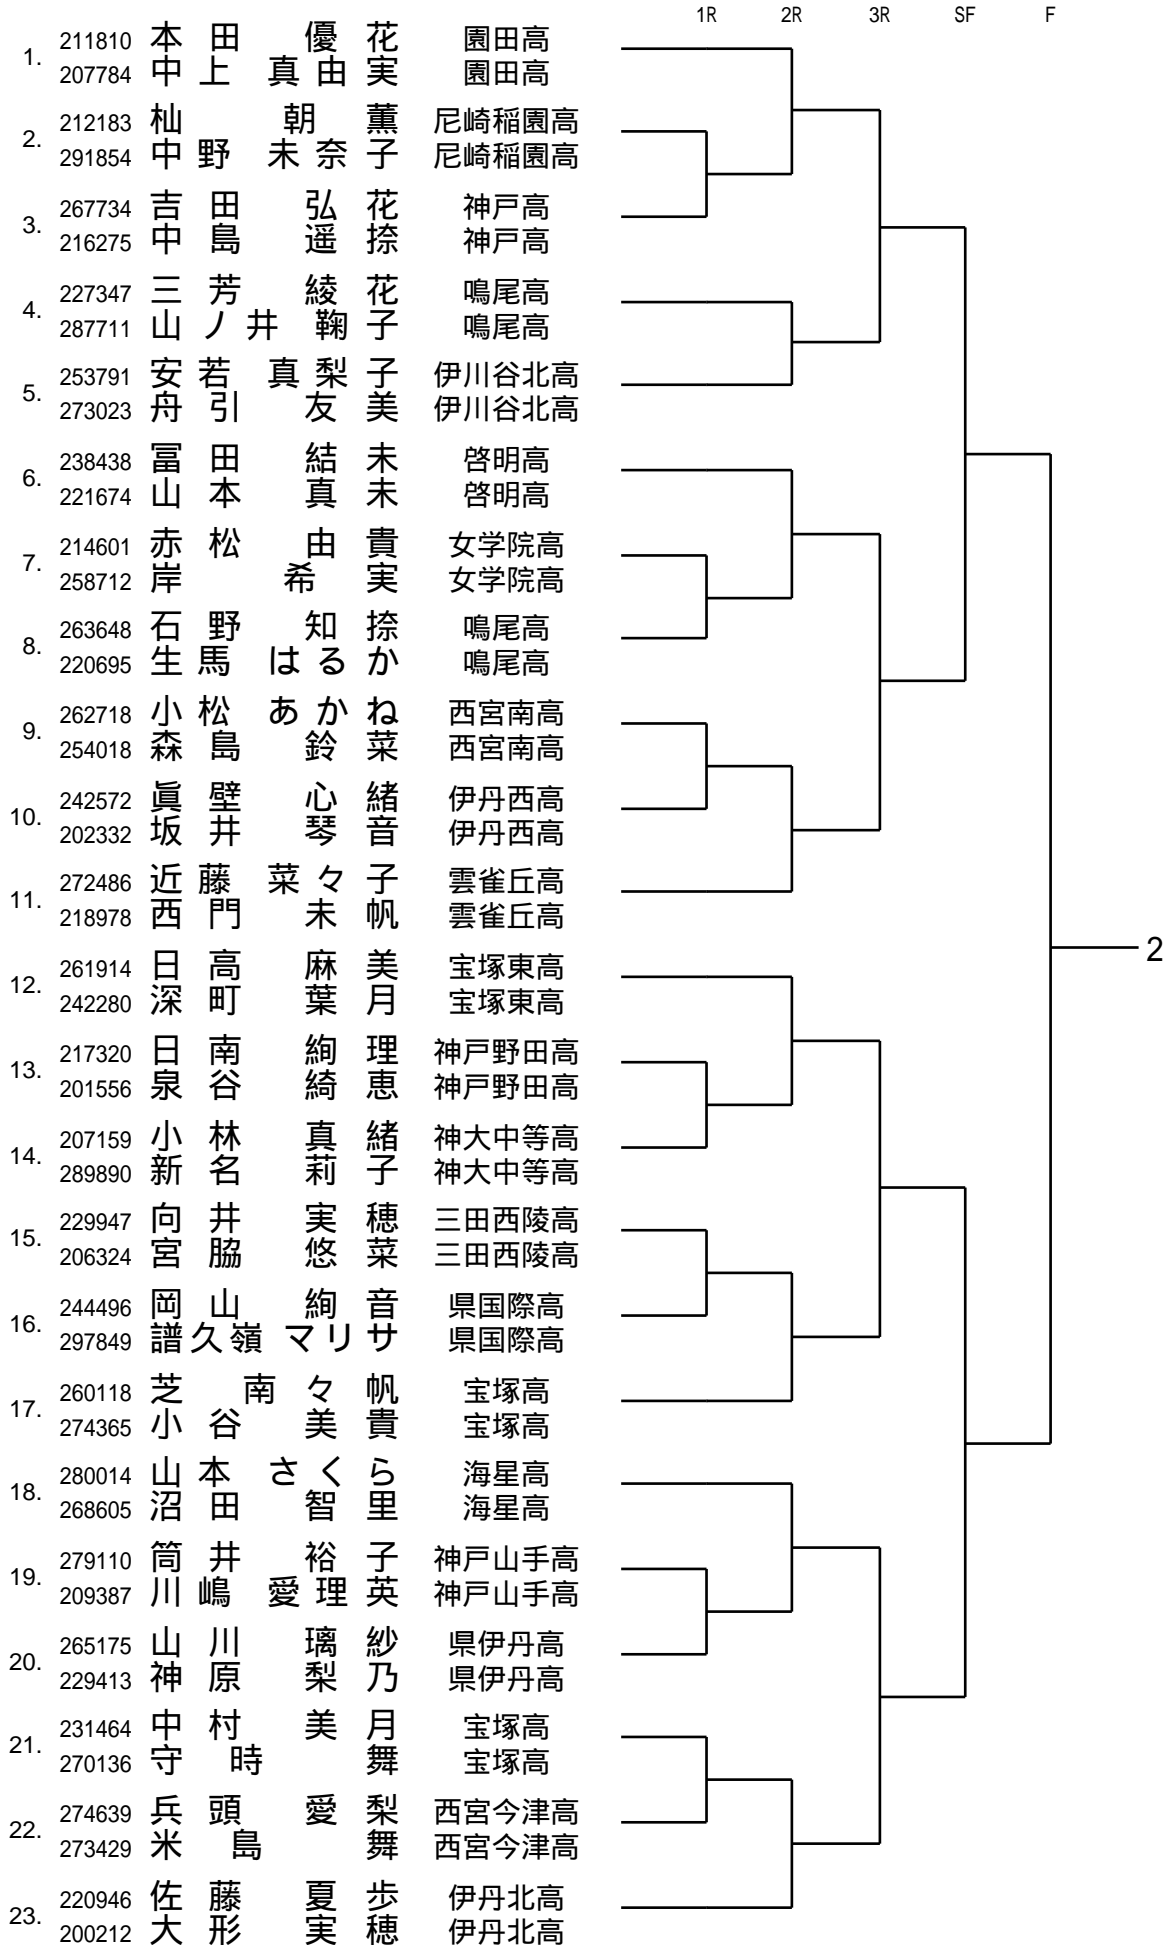 1R 2R 3R SF F
1. 211810 本田 優花 園田高
207784 中上 真由実 園田高
2. 212183 杣 朝薫 尼崎稲園高
291854 中野 未奈子 尼崎稲園高
3. 267734 吉田 弘花 神戸高
216275 中島 遥捺 神戸高
4. 227347 三芳 綾花 鳴尾高
287711 山ノ井 鞠子 鳴尾高
5. 253791 安若 真梨子 伊川谷北高
273023 舟引 友美 伊川谷北高
6. 238438 冨田 結未 啓明高
221674 山本 真未 啓明高
7. 214601 赤松 由貴 女学院高
258712 岸 希実 女学院高
8. 263648 石野 知捺 鳴尾高
220695 生馬 はるか 鳴尾高
9. 262718 小松 あかね 西宮南高
254018 森島 鈴菜 西宮南高
10. 242572 眞壁 心緒 伊丹西高
202332 坂井 琴音 伊丹西高
11. 272486 近藤 菜々子 雲雀丘高
218978 西門 未帆 雲雀丘高
2
12. 261914 日高 麻美 宝塚東高
242280 深町 葉月 宝塚東高
13. 217320 日南 絢理 神戸野田高
201556 泉谷 綺恵 神戸野田高
14. 207159 小林 真緒 神大中等高
289890 新名 莉子 神大中等高
15. 229947 向井 実穂 三田西陵高
206324 宮脇 悠菜 三田西陵高
16. 244496 岡山 絢音 県国際高
297849 譜久嶺 マリサ 県国際高
17. 260118 芝 南々帆 宝塚高
274365 小谷 美貴 宝塚高
18. 280014 山本 さくら 海星高
268605 沼田 智里 海星高
19. 279110 筒井 裕子 神戸山手高
209387 川嶋 愛理英 神戸山手高
20. 265175 山川 璃紗 県伊丹高
229413 神原 梨乃 県伊丹高
21. 231464 中村 美月 宝塚高
270136 守時 舞 宝塚高
22. 274639 兵頭 愛梨 西宮今津高
273429 米島 舞 西宮今津高
23. 220946 佐藤 夏歩 伊丹北高
200212 大形 実穂 伊丹北高